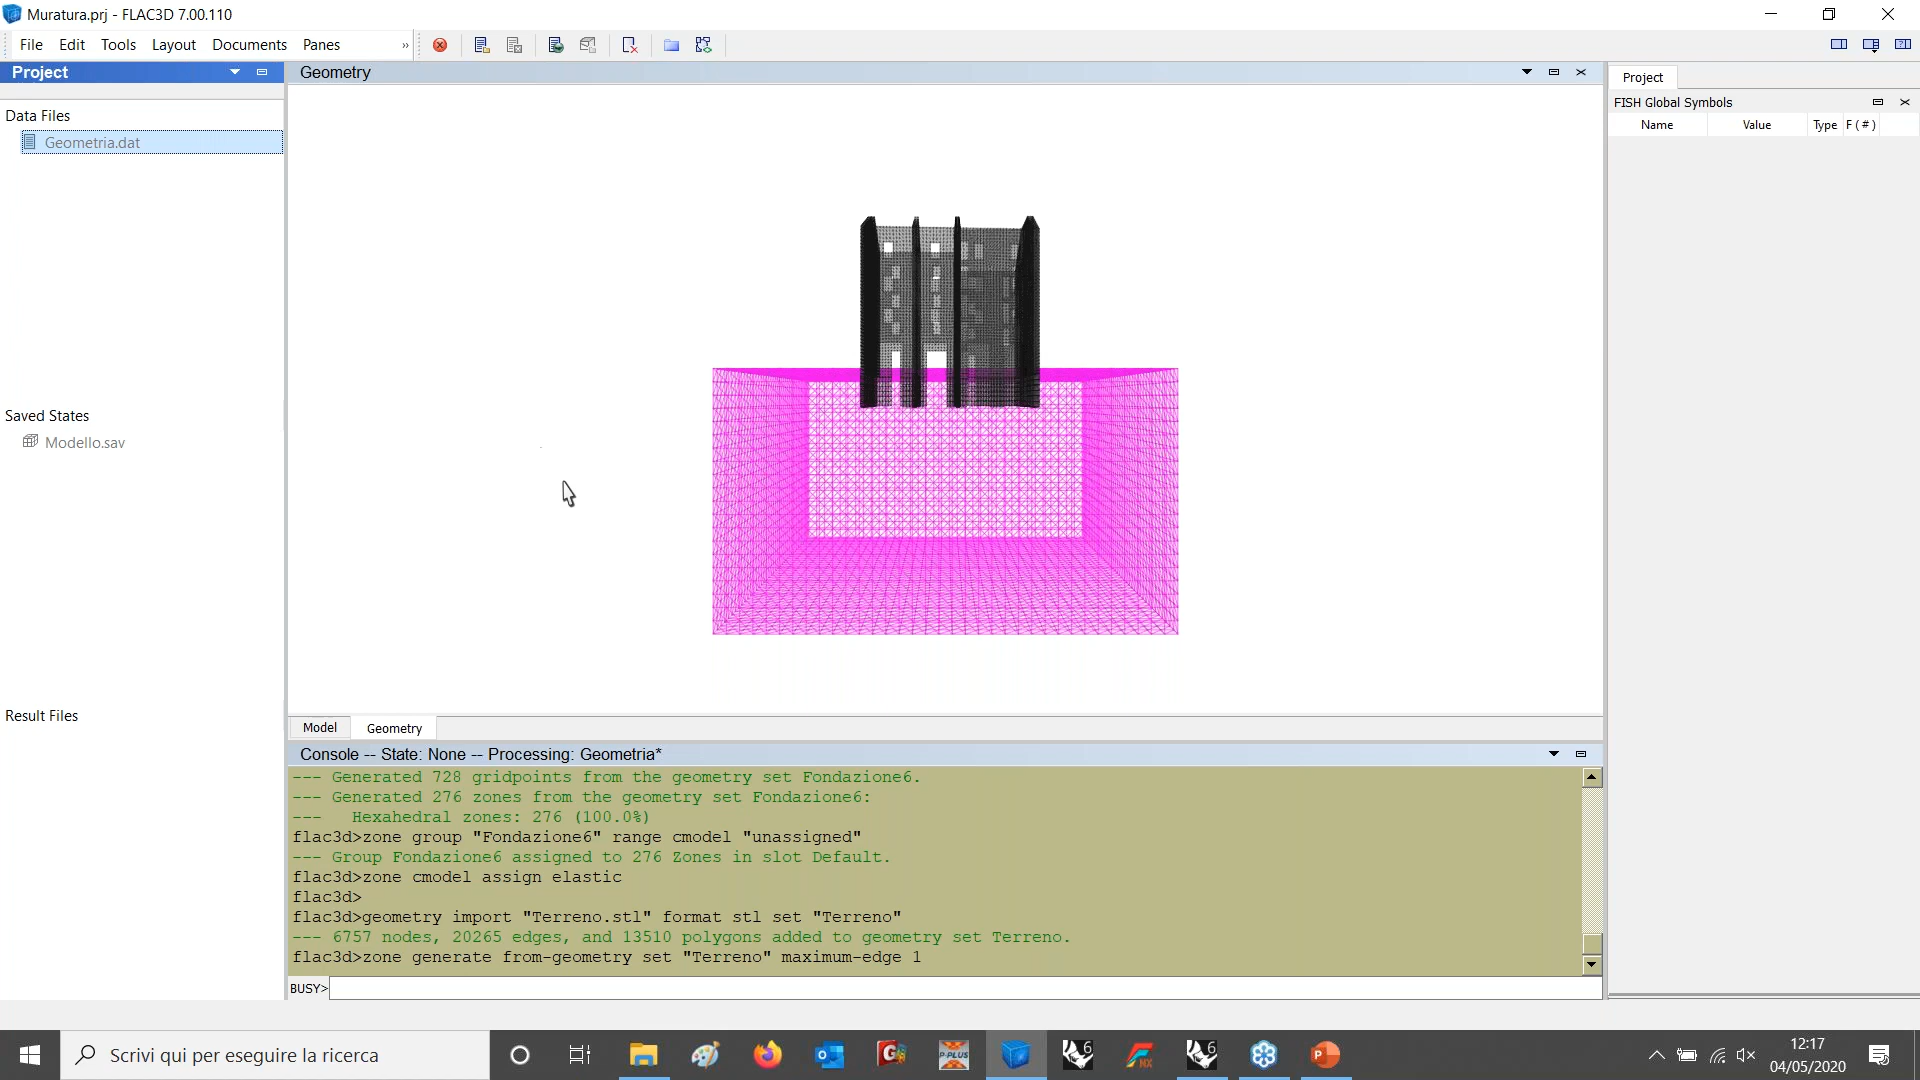 Muratura.prj - FLAC3D 7.00.110
File Edit Tools Layout Documents Panes »
Project
Geometry
Project
Data Files
FISH Global Symbols
Name Value Type F ( # )
Geometria.dat
Saved States
Modello.sav
Result Files
Model Geometry
Console -- State: None -- Processing: Geometria*
--- Generated 728 gridpoints from the geometry set Fondazione6.
--- Generated 276 zones from the geometry set Fondazione6:
--- Hexahedral zones: 276 (100.0%)
flac3d>zone group "Fondazione6" range cmodel "unassigned"
--- Group Fondazione6 assigned to 276 Zones in slot Default.
flac3d>zone cmodel assign elastic
flac3d>
flac3d>geometry import "Terreno.stl" format stl set "Terreno"
--- 6757 nodes, 20265 edges, and 13510 polygons added to geometry set Terreno.
flac3d>zone generate from-geometry set "Terreno" maximum-edge 1
BUSY>
Scrivi qui per eseguire la ricerca
12:17
04/05/2020